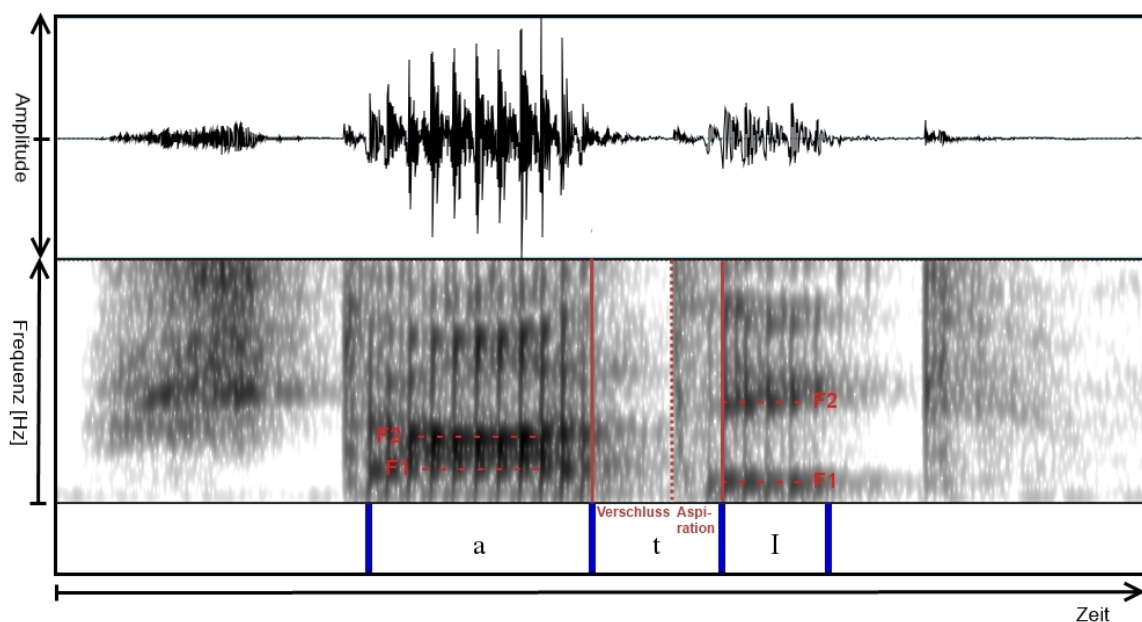 Amplitude
Frequenz [Hz]
F2
F1
F2
F1
Verschluss
Aspi-
ration
a
t
I
Zeit